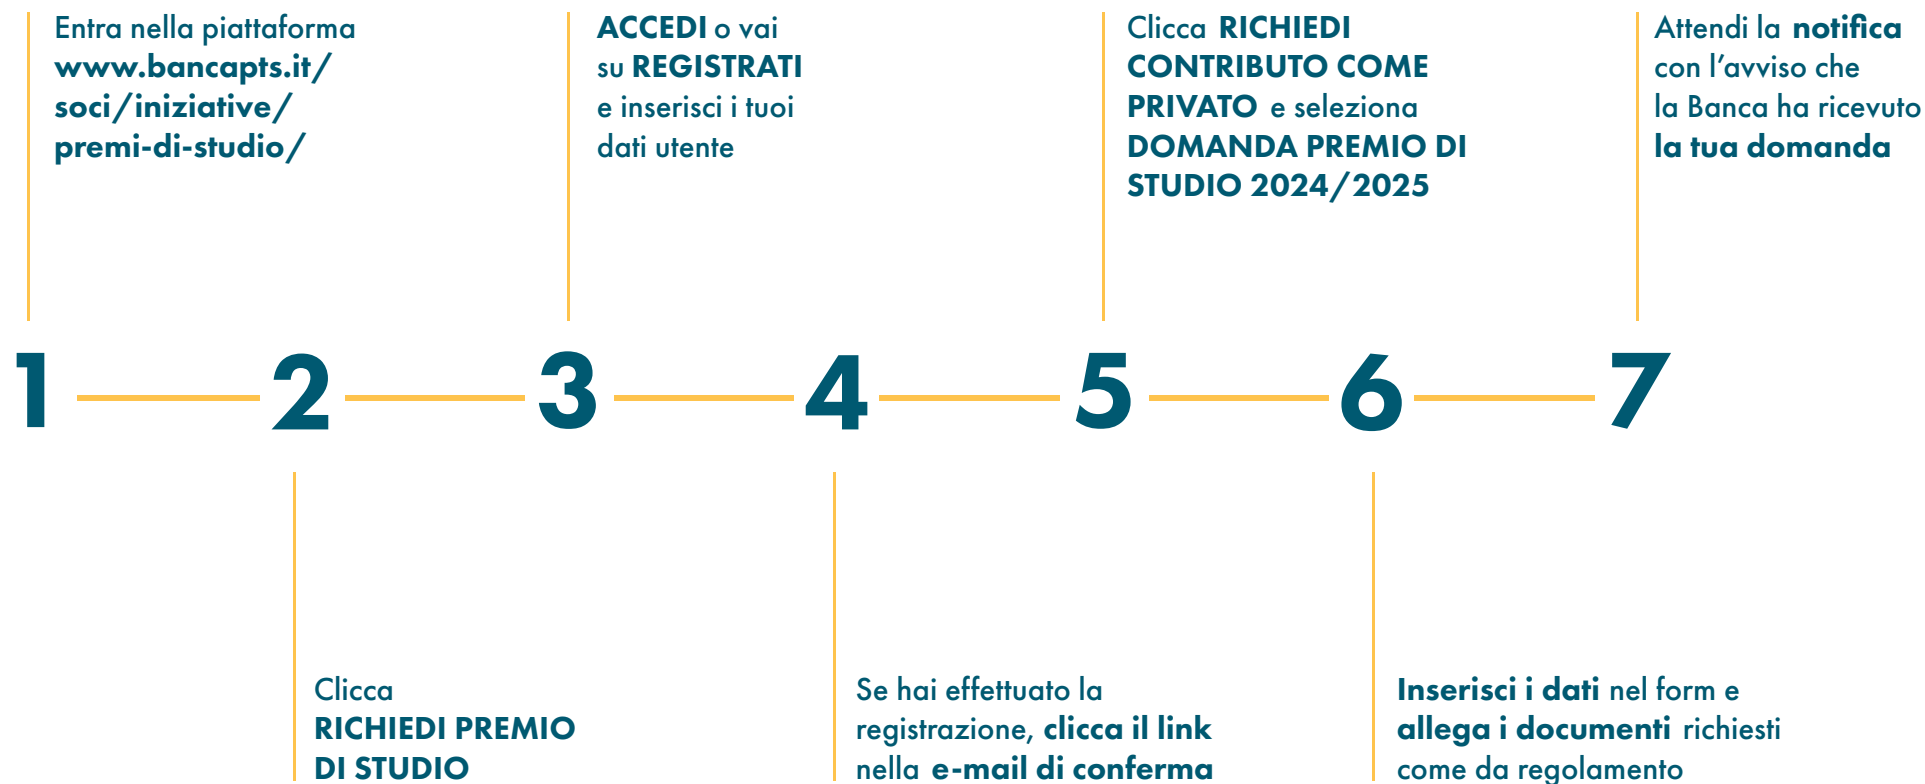 Entra nella piattaforma
www.bancapts.it/
soci/iniziative/
premi-di-studio/
ACCEDI o vai
su REGISTRATI
e inserisci i tuoi
dati utente
Clicca RICHIEDI
CONTRIBUTO COME
PRIVATO e seleziona
DOMANDA PREMIO DI
STUDIO 2024/2025
Attendi la notifica
con l'avviso che
la Banca ha ricevuto
la tua domanda
1
2
3
4
5
6
7
Clicca
RICHIEDI PREMIO
DI STUDIO
Se hai effettuato la
registrazione, clicca il link
nella e-mail di conferma
Inserisci i dati nel form e
allega i documenti richiesti
come da regolamento